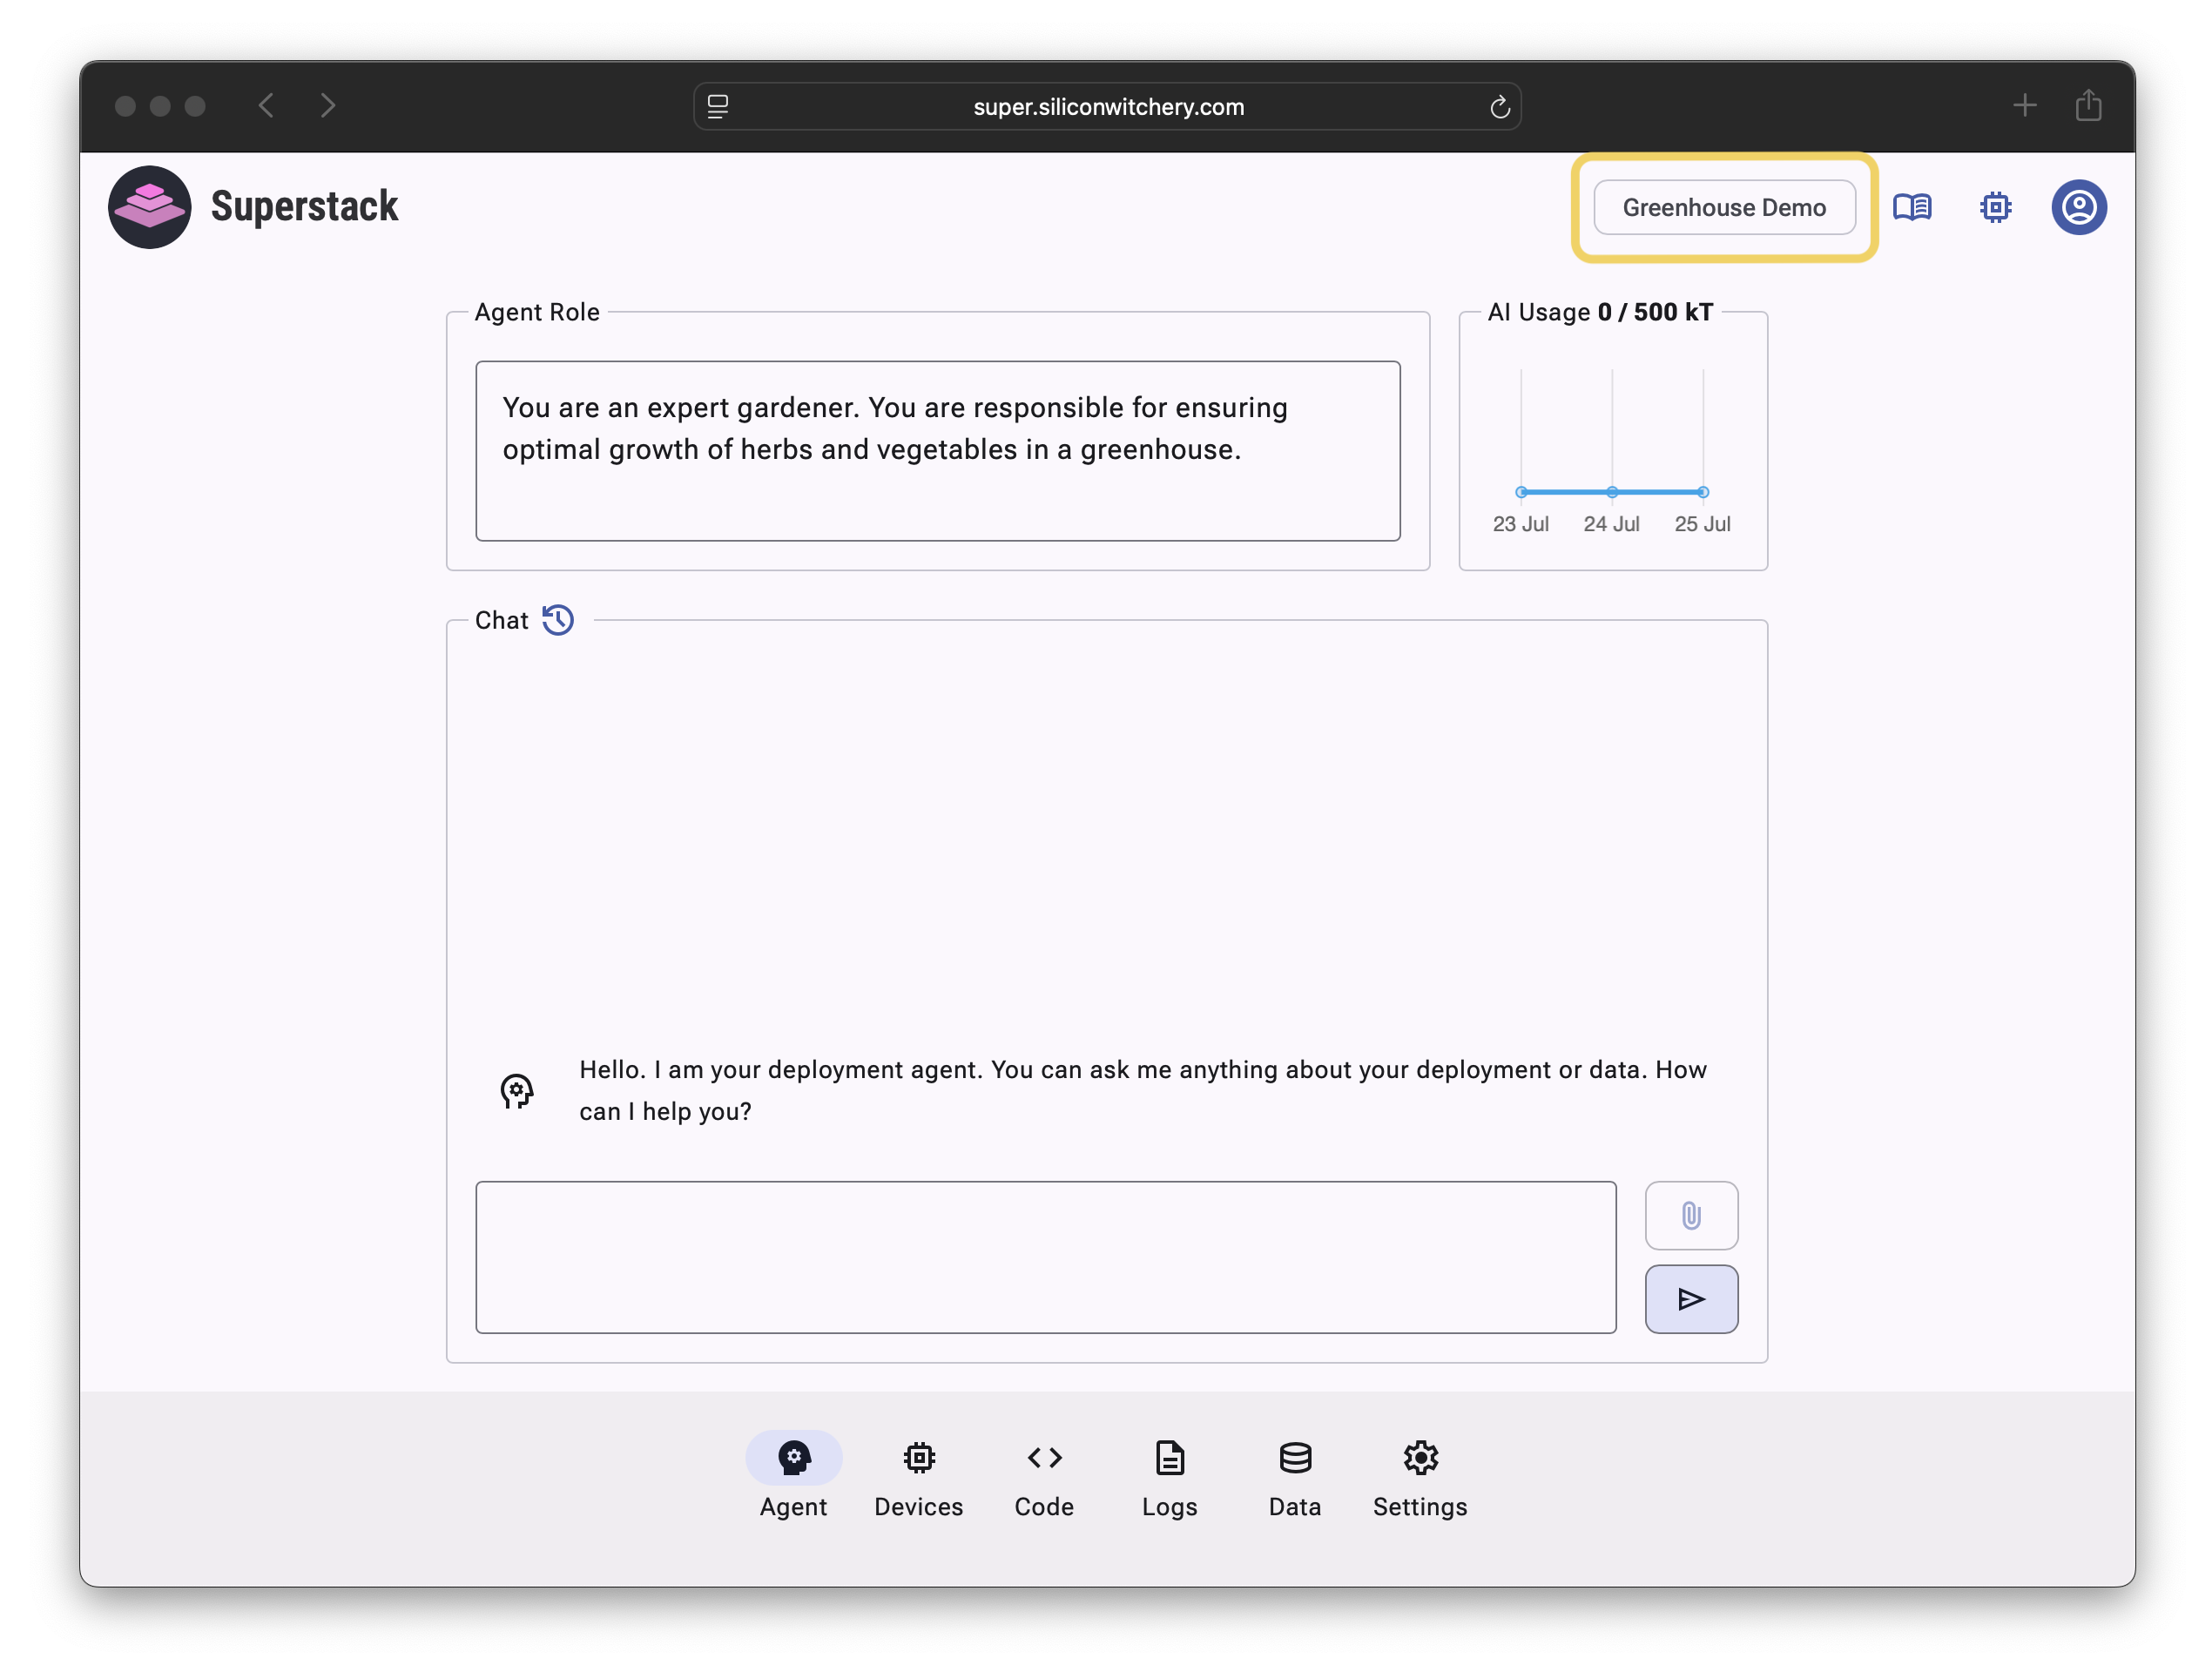 super.siliconwitchery.com
Superstack
Greenhouse Demo
Agent Role
You are an expert gardener. You are responsible for ensuring
optimal growth of herbs and vegetables in a greenhouse.
AI Usage 0 / 500 kT
23 Jul 24 Jul 25 Jul
Chat
Hello. I am your deployment agent. You can ask me anything about your deployment or data. How
can I help you?
Agent Devices Code Logs Data Settings